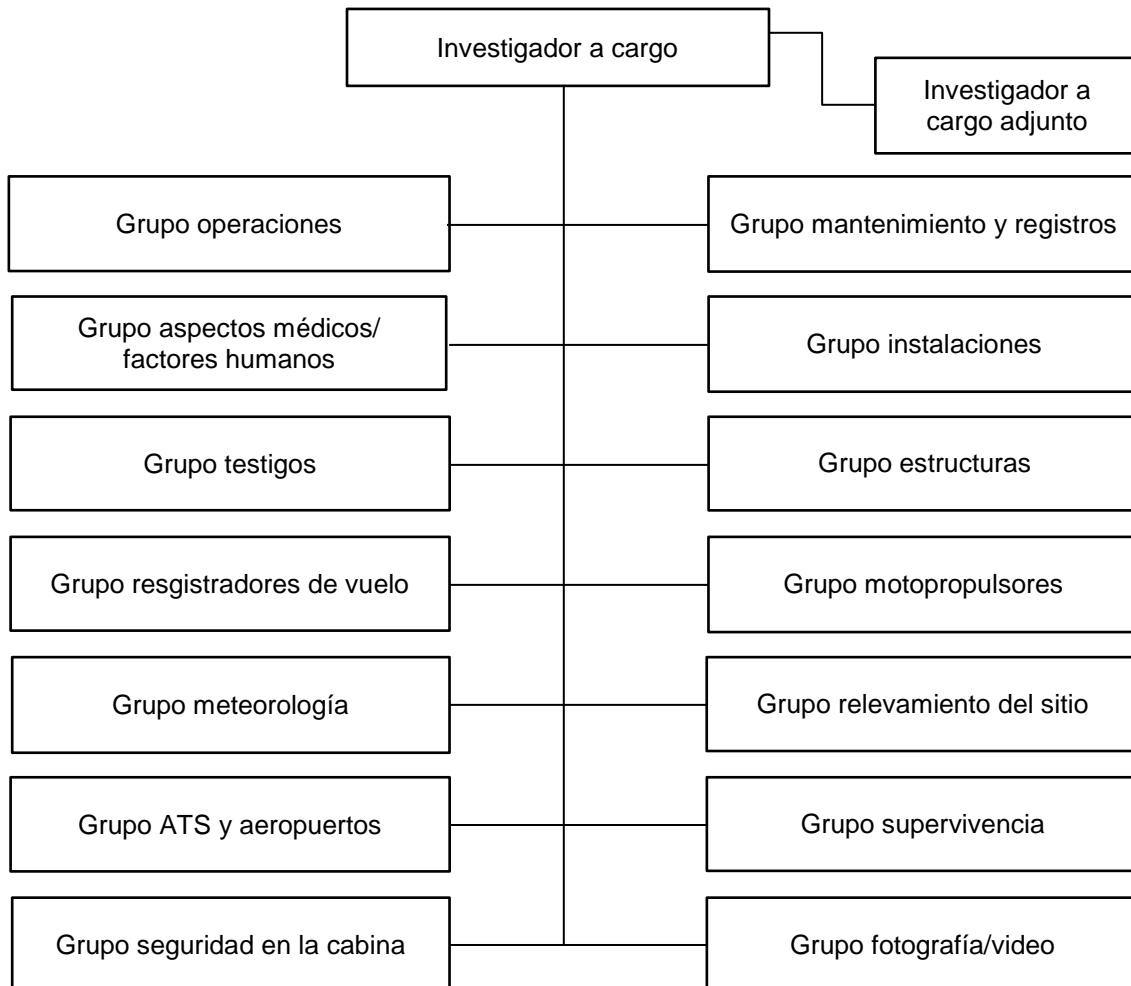 Investigador a cargo
Investigador a
cargo adjunto
Grupo operaciones
Grupo mantenimiento y registros
Grupo aspectos médicos/
factores humanos
Grupo instalaciones
Grupo testigos
Grupo estructuras
Grupo resgistradores de vuelo
Grupo motopropulsores
Grupo meteorología
Grupo relevamiento del sitio
Grupo ATS y aeropuertos
Grupo supervivencia
Grupo seguridad en la cabina
Grupo fotografía/video